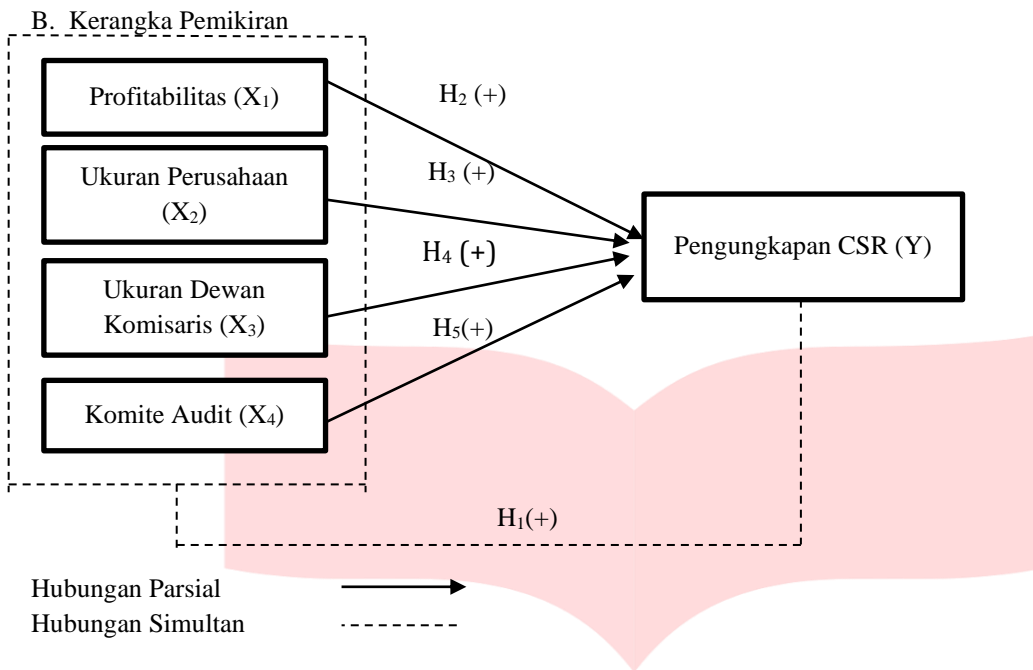 B. Kerangka Pemikiran
Profitabilitas (X₁)
H₂ (+)
Ukuran Perusahaan
(X₂)
H₃ (+)
Pengungkapan CSR (Y)
H₄ (+)
Ukuran Dewan
Komisaris (X₃)
H₅(+)
Komite Audit (X₄)
H₁(+)
Hubungan Parsial
Hubungan Simultan